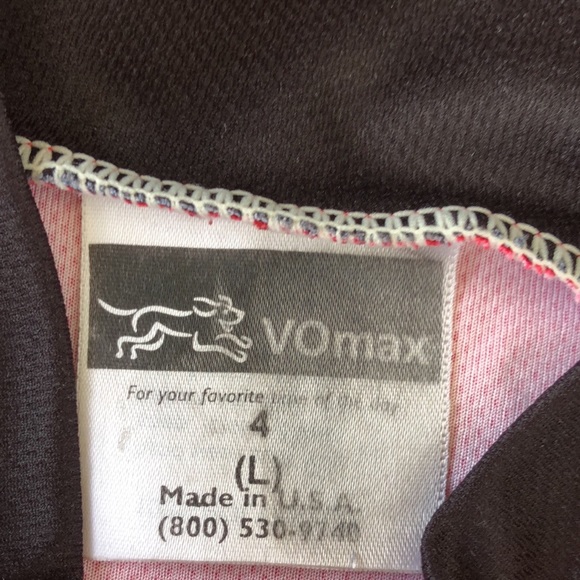 VOmax
For your favorite time of the day
4
(L)
Made in U.S.A.
(800) 530-9740